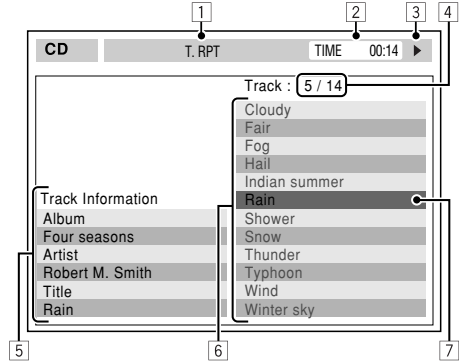 1 2 3 4
CD T. RPT TIME 00:14
Track : 5 / 14
Cloudy
Fair
Fog
Hail
Indian summer
Rain
Shower
Snow
Thunder
Typhoon
Wind
Winter sky
Track Information
Album
Four seasons
Artist
Robert M. Smith
Title
Rain
5 6 7